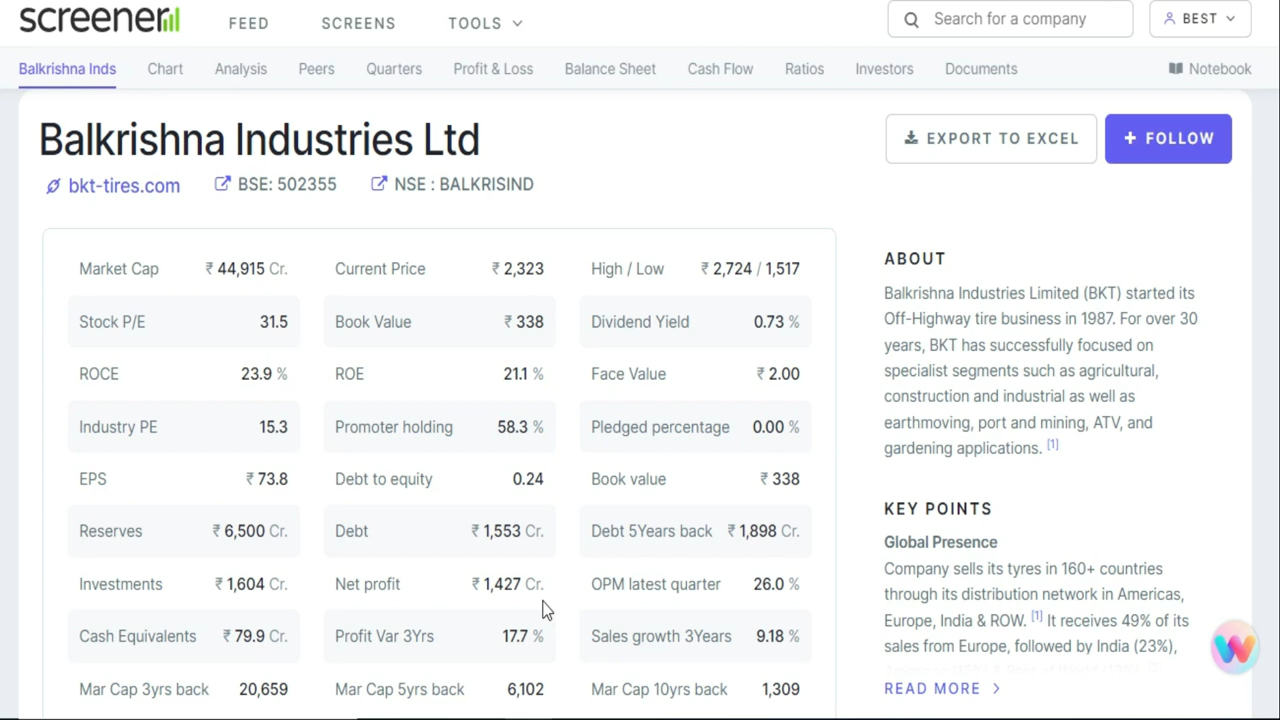 screener
FEED
SCREENS
TOOLS
Search for a company
BEST
Balkrishna Inds
Chart
Analysis
Peers
Quarters
Profit & Loss
Balance Sheet
Cash Flow
Ratios
Investors
Documents
Notebook
Balkrishna Industries Ltd
EXPORT TO EXCEL
+ FOLLOW
bkt-tires.com
BSE: 502355
NSE : BALKRISIND
Market Cap ₹ 44,915 Cr.
Current Price ₹ 2,323
High / Low ₹ 2,724 / 1,517
Stock P/E 31.5
Book Value ₹ 338
Dividend Yield 0.73 %
ROCE 23.9 %
ROE 21.1 %
Face Value ₹ 2.00
Industry PE 15.3
Promoter holding 58.3 %
Pledged percentage 0.00 %
EPS ₹ 73.8
Debt to equity 0.24
Book value ₹ 338
Reserves ₹ 6,500 Cr.
Debt ₹ 1,553 Cr.
Debt 5Years back ₹ 1,898 Cr.
Investments ₹ 1,604 Cr.
Net profit ₹ 1,427 Cr.
OPM latest quarter 26.0 %
Cash Equivalents ₹ 79.9 Cr.
Profit Var 3Yrs 17.7 %
Sales growth 3Years 9.18 %
Mar Cap 3yrs back 20,659
Mar Cap 5yrs back 6,102
Mar Cap 10yrs back 1,309
ABOUT
Balkrishna Industries Limited (BKT) started its
Off-Highway tire business in 1987. For over 30
years, BKT has successfully focused on
specialist segments such as agricultural,
construction and industrial as well as
earthmoving, port and mining, ATV, and
gardening applications. [1]
KEY POINTS
Global Presence
Company sells its tyres in 160+ countries
through its distribution network in Americas,
Europe, India & ROW. [1] It receives 49% of its
sales from Europe, followed by India (23%),
READ MORE